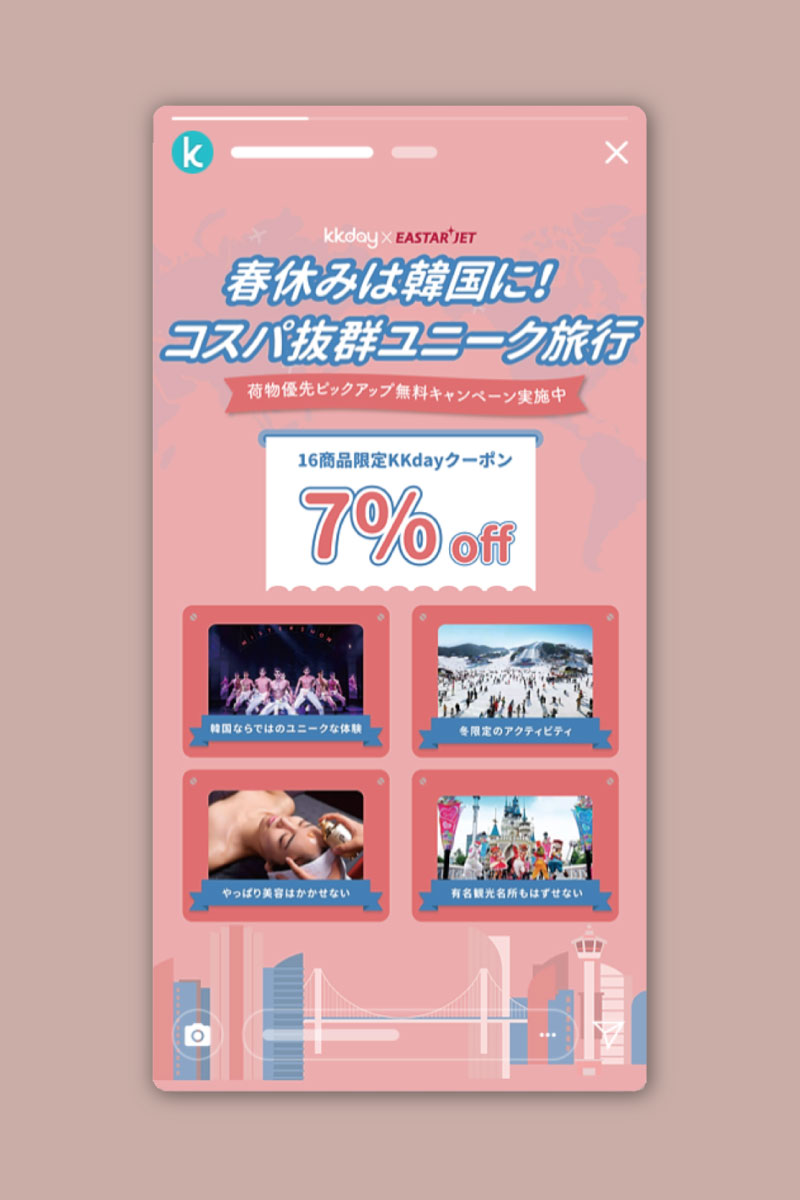 k
kkday×EASTAR JET
春休みは韓国に!
コスパ抜群ユニーク旅行
荷物優先ピックアップ無料キャンペーン実施中
16商品限定KKdayクーポン
7% off
MISTER SHOW
韓国ならではのユニークな体験
冬限定のアクティビティ
やっぱり美容はかかせない
有名観光名所もはずせない